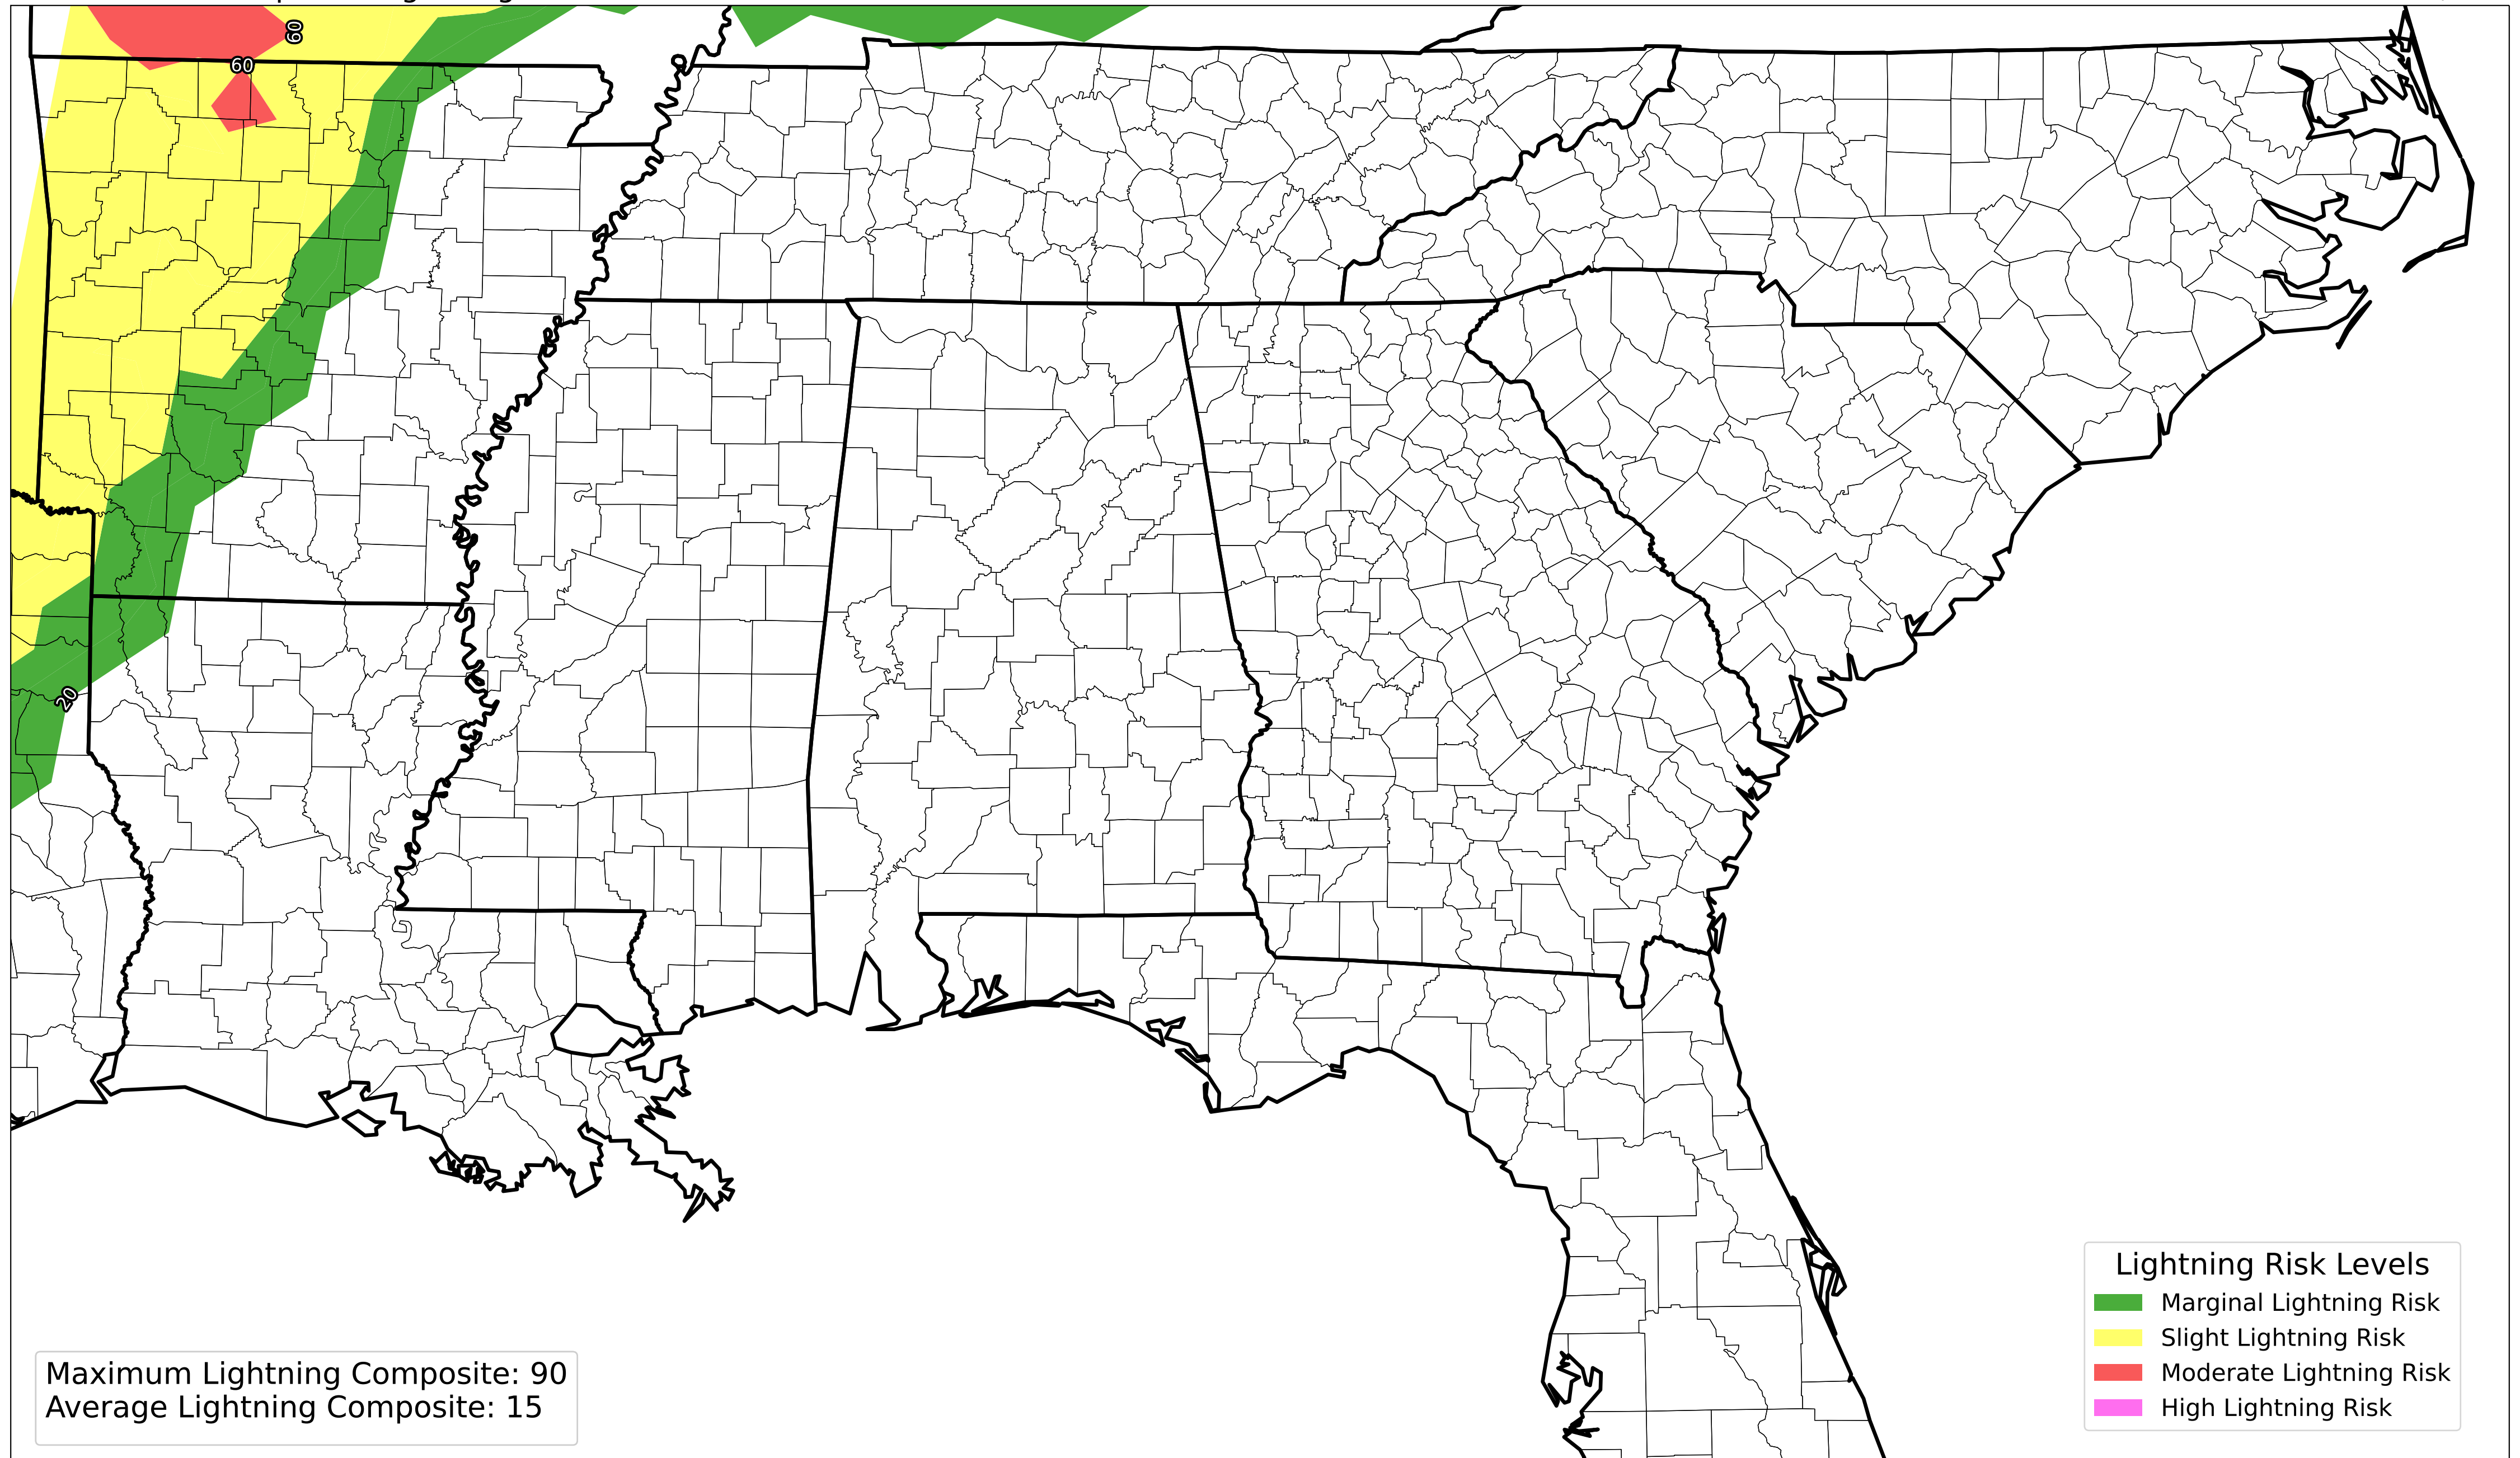 60
60
20
Lightning Risk Levels
Marginal Lightning Risk
Slight Lightning Risk
Moderate Lightning Risk
High Lightning Risk
Maximum Lightning Composite: 90
Average Lightning Composite: 15